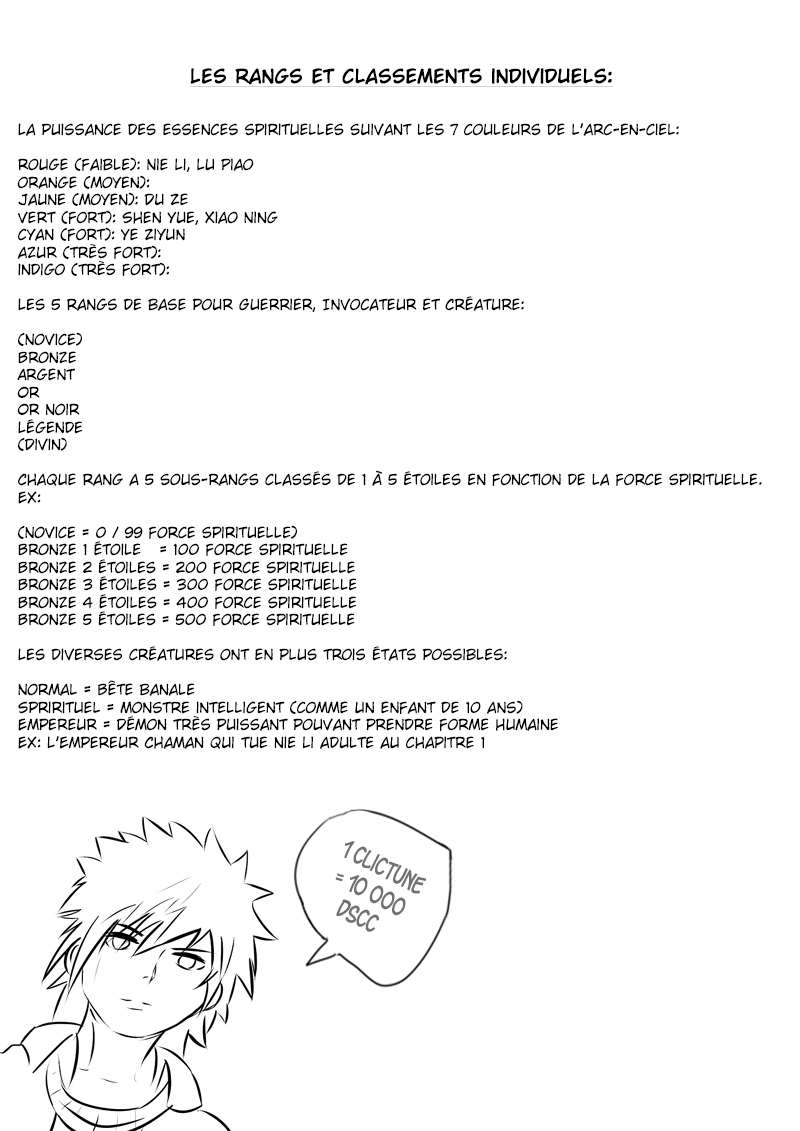 LES RANGS ET CLASSEMENTS INDIVIDUELS:
LA PUISSANCE DES ESSENCES SPIRITUELLES SUIVANT LES 7 COULEURS DE L'ARC-EN-CIEL:
ROUGE (FAIBLE): NIE LI, LU PIAO
ORANGE (MOYEN):
JAUNE (MOYEN): DU ZE
VERT (FORT): SHEN YUE, XIAO NING
CYAN (FORT): YE ZIYUN
AZUR (TRÈS FORT):
INDIGO (TRÈS FORT):
LES 5 RANGS DE BASE POUR GUERRIER, INVOCATEUR ET CRÉATURE:
(NOVICE)
BRONZE
ARGENT
OR
OR NOIR
LÉGENDE
(DIVIN)
CHAQUE RANG A 5 SOUS-RANGS CLASSÉS DE 1 À 5 ÉTOILES EN FONCTION DE LA FORCE SPIRITUELLE.
EX:
(NOVICE = 0 / 99 FORCE SPIRITUELLE)
BRONZE 1 ÉTOILE = 100 FORCE SPIRITUELLE
BRONZE 2 ÉTOILES = 200 FORCE SPIRITUELLE
BRONZE 3 ÉTOILES = 300 FORCE SPIRITUELLE
BRONZE 4 ÉTOILES = 400 FORCE SPIRITUELLE
BRONZE 5 ÉTOILES = 500 FORCE SPIRITUELLE
LES DIVERSES CRÉATURES ONT EN PLUS TROIS ÉTATS POSSIBLES:
NORMAL = BÊTE BANALE
SPRIRITUEL = MONSTRE INTELLIGENT (COMME UN ENFANT DE 10 ANS)
EMPEREUR = DÉMON TRÈS PUISSANT POUVANT PRENDRE FORME HUMAINE
EX: L'EMPEREUR CHAMAN QUI TUE NIE LI ADULTE AU CHAPITRE 1
1 CLICTUNE
= 10 000
DSCC